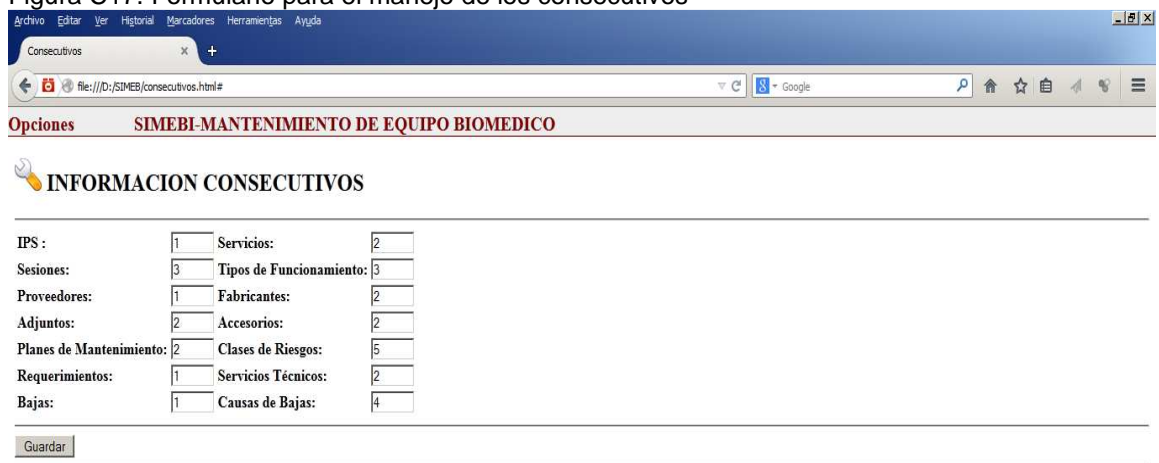 Figura C17. Formulario para el manejo de los consecutivos
Archivo Editar Ver Historial Marcadores Herramientas Ayuda
Consecutivos × +
file:///D:/SIMEB/consecutivos.html# 8 Google
Opciones SIMEBI-MANTENIMIENTO DE EQUIPO BIOMEDICO
INFORMACION CONSECUTIVOS
IPS : 1 Servicios: 2
Sesiones: 3 Tipos de Funcionamiento: 3
Proveedores: 1 Fabricantes: 2
Adjuntos: 2 Accesorios: 2
Planes de Mantenimiento: 2 Clases de Riesgos: 5
Requerimientos: 1 Servicios Técnicos: 2
Bajas: 1 Causas de Bajas: 4
Guardar